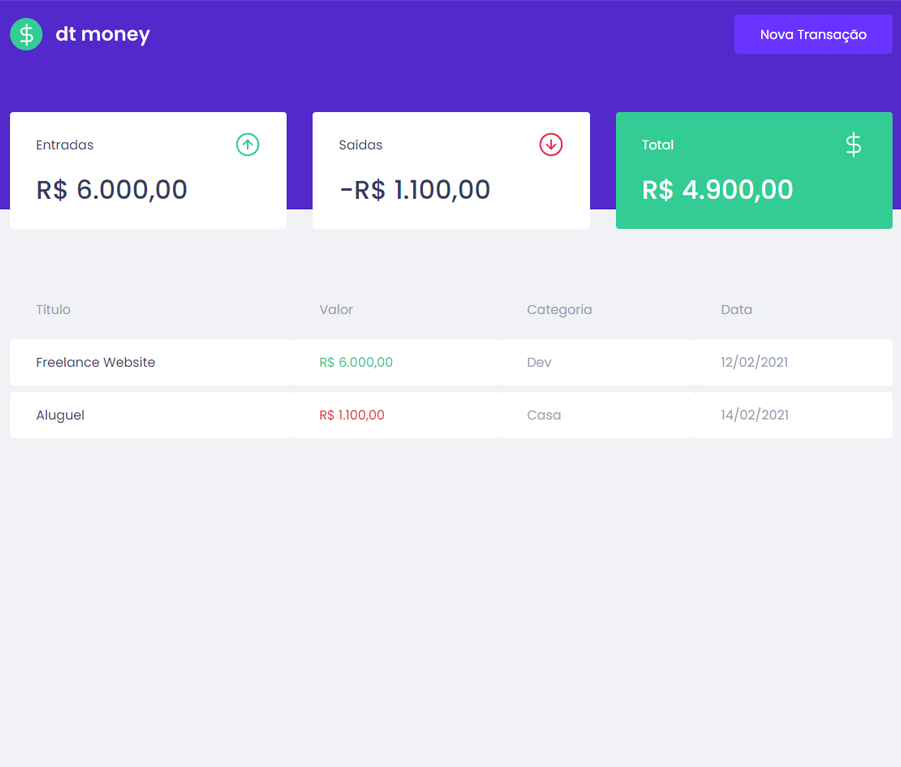 $ dt money
Nova Transação
Entradas
R$ 6.000,00
Saídas
-R$ 1.100,00
Total $
R$ 4.900,00
Título Valor Categoria Data
Freelance Website R$ 6.000,00 Dev 12/02/2021
Aluguel R$ 1.100,00 Casa 14/02/2021